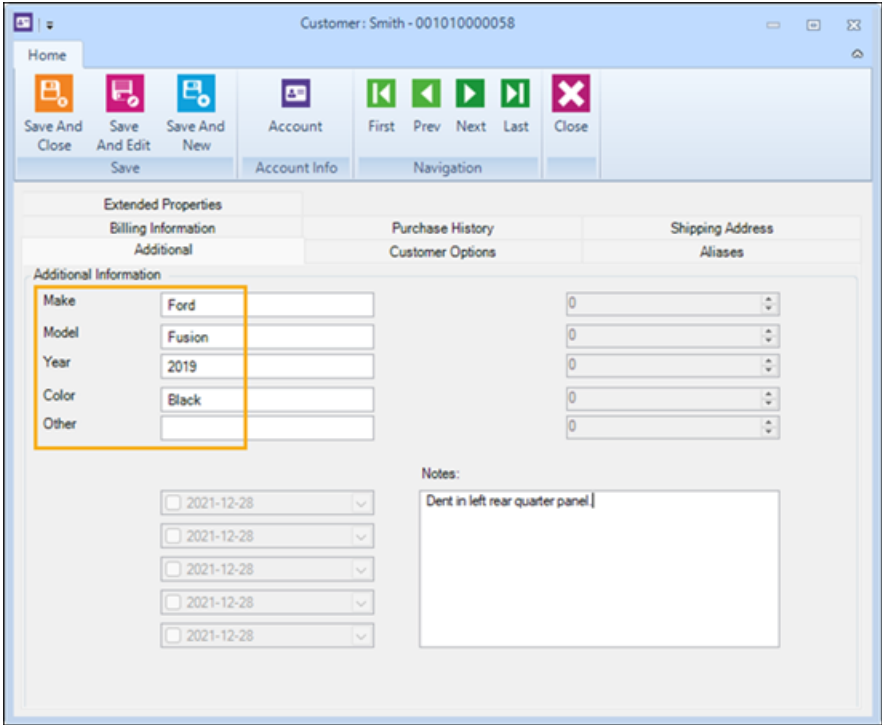 Customer: Smith - 001010000058
Home
Save And Close
Save And Edit
Save And New
Account
First
Prev
Next
Last
Close
Save
Account Info
Navigation
Extended Properties
Billing Information
Purchase History
Shipping Address
Additional
Customer Options
Aliases
Additional Information
Make Ford 0
Model Fusion 0
Year 2019 0
Color Black 0
Other 0
Notes:
2021-12-28 Dent in left rear quarter panel.
2021-12-28
2021-12-28
2021-12-28
2021-12-28